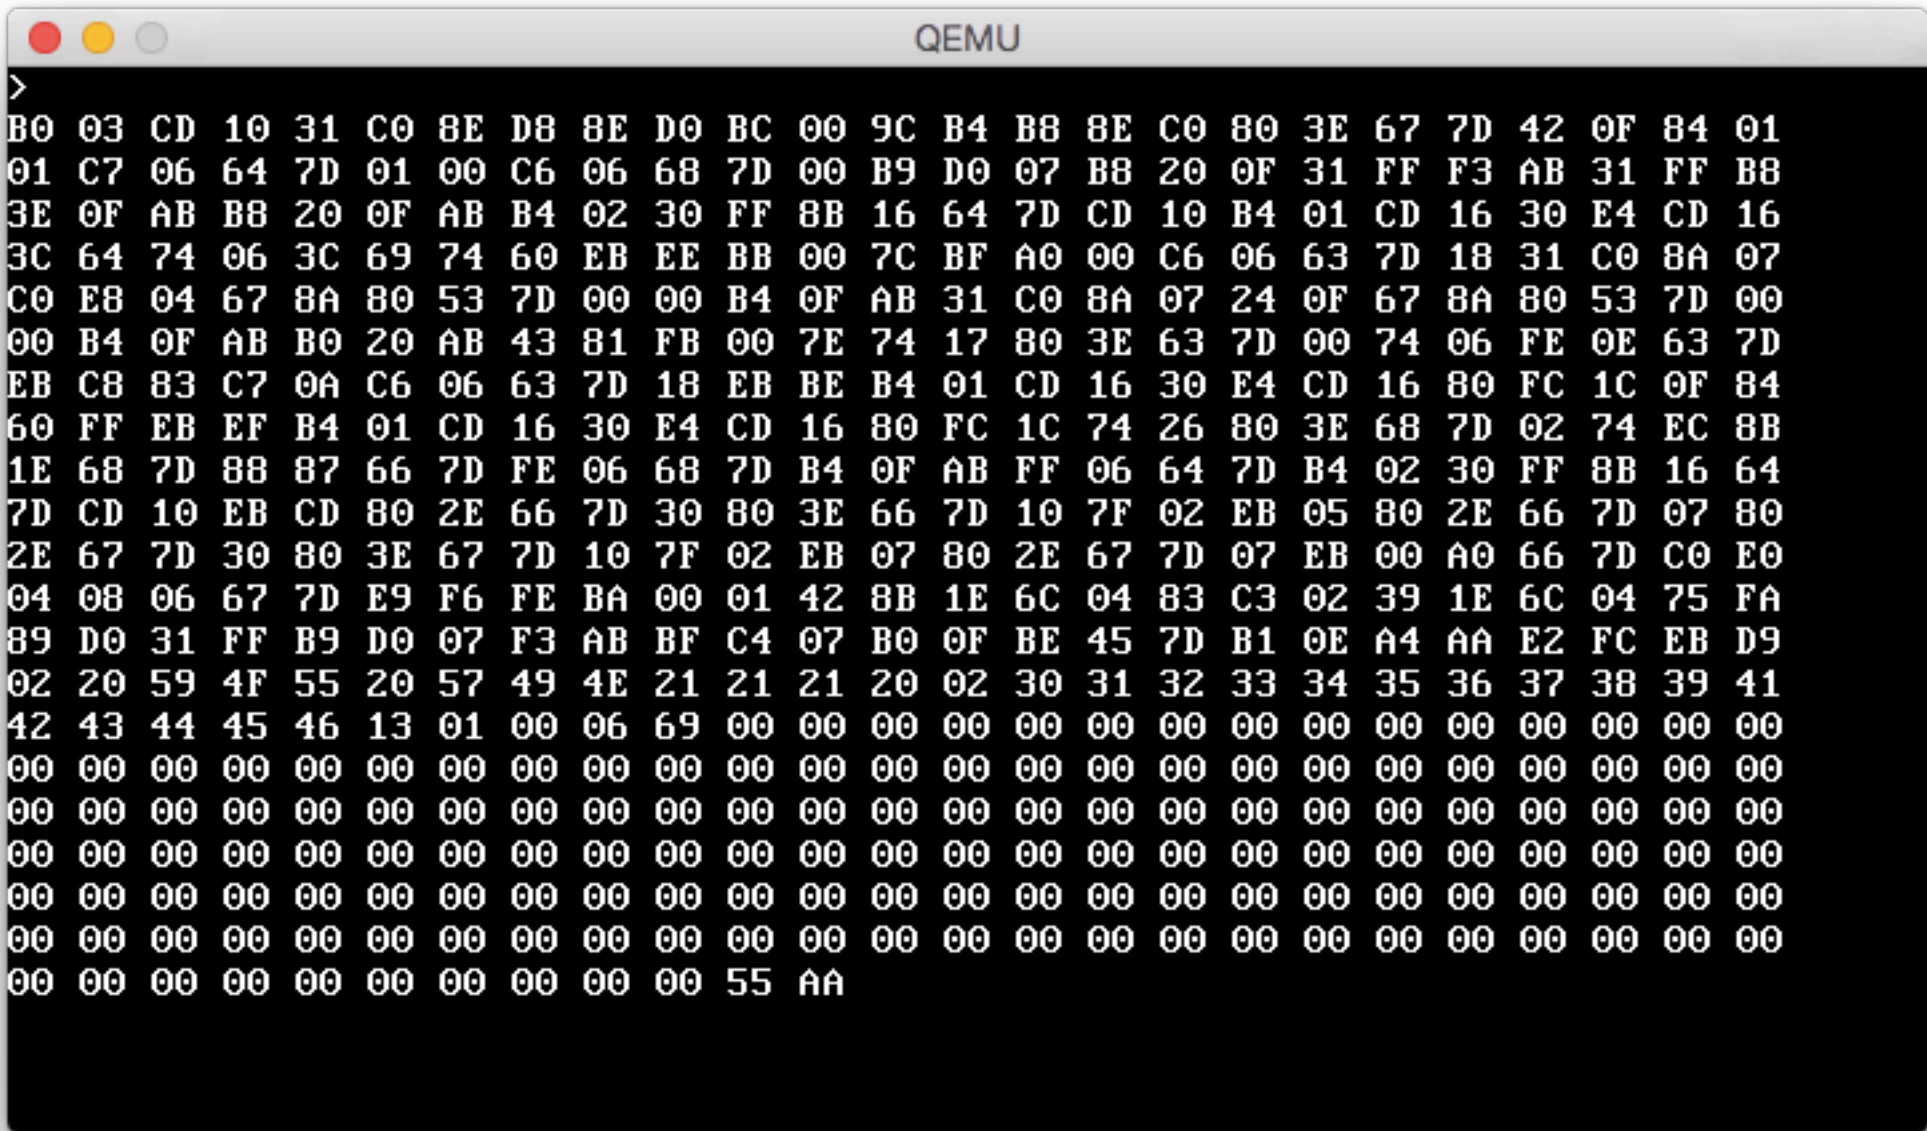 QEMU
>
B0 03 CD 10 31 C0 8E D8 8E D0 BC 00 9C B4 B8 8E C0 80 3E 67 7D 42 0F 84 01
01 C7 06 64 7D 01 00 C6 06 68 7D 00 B9 D0 07 B8 20 0F 31 FF F3 AB 31 FF B8
3E 0F AB B8 20 0F AB B4 02 30 FF 8B 16 64 7D CD 10 B4 01 CD 16 30 E4 CD 16
3C 64 74 06 3C 69 74 60 EB EE BB 00 7C BF A0 00 C6 06 63 7D 18 31 C0 8A 07
C0 E8 04 67 8A 80 53 7D 00 00 B4 0F AB 31 C0 8A 07 24 0F 67 8A 80 53 7D 00
00 B4 0F AB B0 20 AB 43 81 FB 00 7E 74 17 80 3E 63 7D 00 74 06 FE 0E 63 7D
EB C8 83 C7 0A C6 06 63 7D 18 EB BE B4 01 CD 16 30 E4 CD 16 80 FC 1C 0F 84
60 FF EB EF B4 01 CD 16 30 E4 CD 16 80 FC 1C 74 26 80 3E 68 7D 02 74 EC 8B
1E 68 7D 88 87 66 7D FE 06 68 7D B4 0F AB FF 06 64 7D B4 02 30 FF 8B 16 64
7D CD 10 EB CD 80 2E 66 7D 30 80 3E 66 7D 10 7F 02 EB 05 80 2E 66 7D 07 80
2E 67 7D 30 80 3E 67 7D 10 7F 02 EB 07 80 2E 67 7D 07 EB 00 A0 66 7D C0 E0
04 08 06 67 7D E9 F6 FE BA 00 01 42 8B 1E 6C 04 83 C3 02 39 1E 6C 04 75 FA
89 D0 31 FF B9 D0 07 F3 AB BF C4 07 B0 0F BE 45 7D B1 0E A4 AA E2 FC EB D9
02 20 59 4F 55 20 57 49 4E 21 21 21 20 02 30 31 32 33 34 35 36 37 38 39 41
42 43 44 45 46 13 01 00 06 69 00 00 00 00 00 00 00 00 00 00 00 00 00 00 00
00 00 00 00 00 00 00 00 00 00 00 00 00 00 00 00 00 00 00 00 00 00 00 00 00
00 00 00 00 00 00 00 00 00 00 00 00 00 00 00 00 00 00 00 00 00 00 00 00 00
00 00 00 00 00 00 00 00 00 00 00 00 00 00 00 00 00 00 00 00 00 00 00 00 00
00 00 00 00 00 00 00 00 00 00 00 00 00 00 00 00 00 00 00 00 00 00 00 00 00
00 00 00 00 00 00 00 00 00 00 00 00 00 00 00 00 00 00 00 00 00 00 00 00 00
00 00 00 00 00 00 00 00 00 00 55 AA